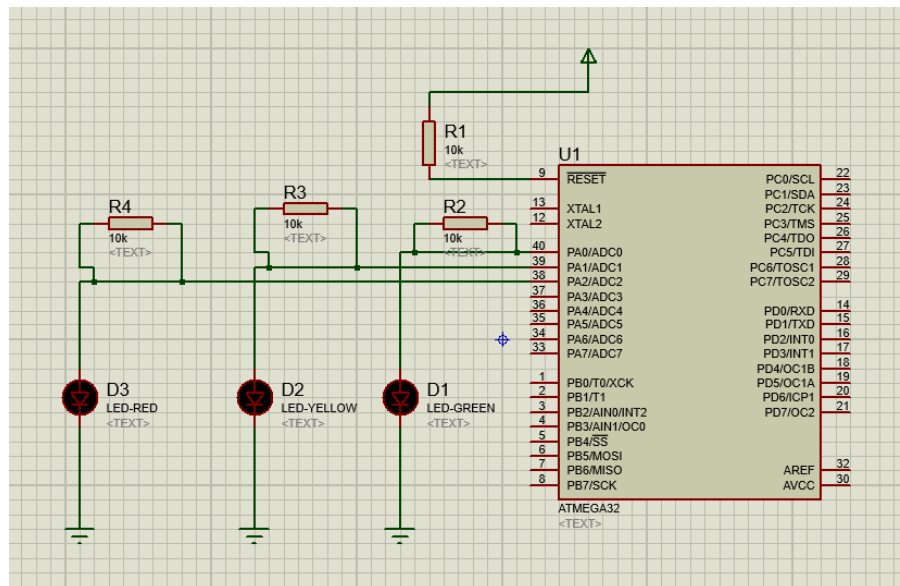 R1
10k
<TEXT>
U1
R4
10k
<TEXT>
R3
10k
<TEXT>
R2
10k
<TEXT>
9 RESET
13 XTAL1
12 XTAL2
40 PA0/ADC0
39 PA1/ADC1
38 PA2/ADC2
37 PA3/ADC3
36 PA4/ADC4
35 PA5/ADC5
34 PA6/ADC6
33 PA7/ADC7
1 PB0/T0/XCK
2 PB1/T1
3 PB2/AIN0/INT2
4 PB3/AIN1/OC0
5 PB4/SS
6 PB5/MOSI
7 PB6/MISO
8 PB7/SCK
PC0/SCL 22
PC1/SDA 23
PC2/TCK 24
PC3/TMS 25
PC4/TDO 26
PC5/TDI 27
PC6/TOSC1 28
PC7/TOSC2 29
PD0/RXD 14
PD1/TXD 15
PD2/INT0 16
PD3/INT1 17
PD4/OC1B 18
PD5/OC1A 19
PD6/ICP1 20
PD7/OC2 21
AREF 32
AVCC 30
ATMEGA32
<TEXT>
D3
LED-RED
<TEXT>
D2
LED-YELLOW
<TEXT>
D1
LED-GREEN
<TEXT>